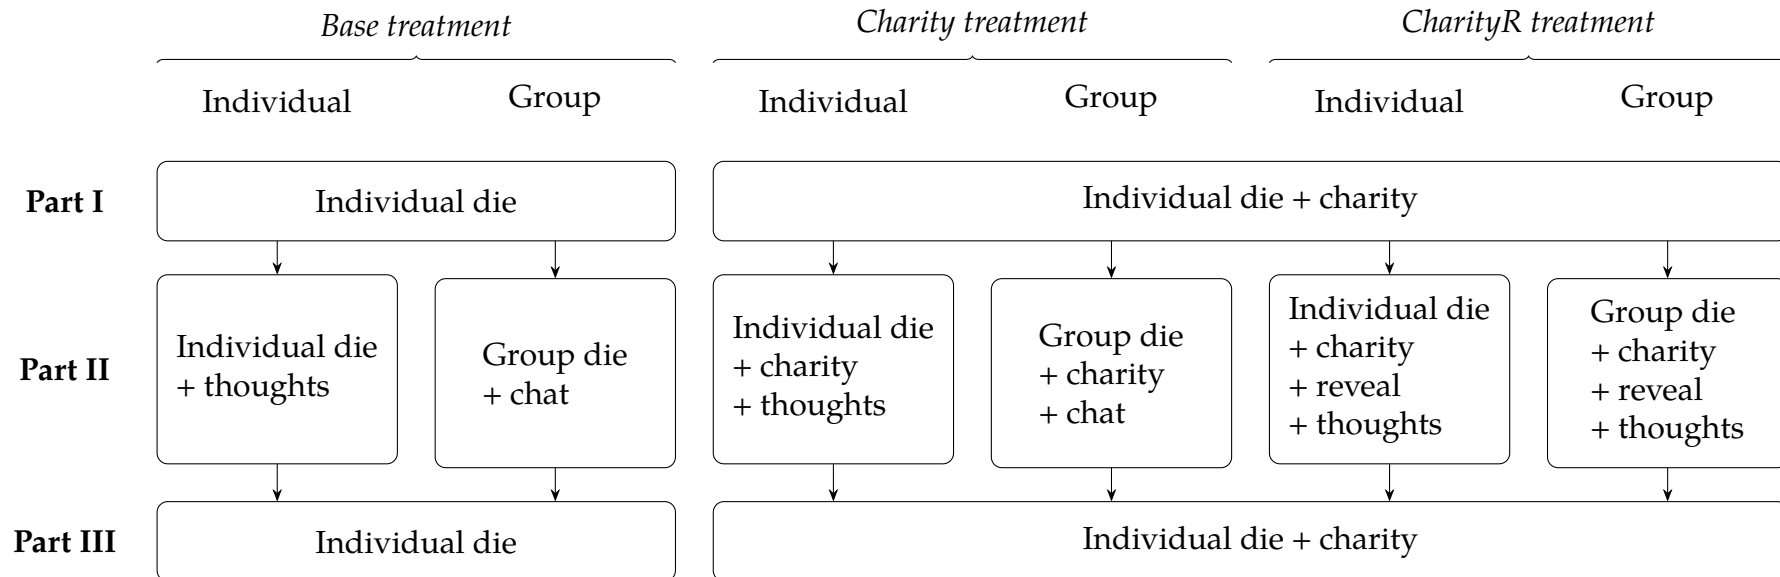 Base treatment
Charity treatment
CharityR treatment
Individual
Group
Individual
Group
Individual
Group
Part I
Individual die
Individual die + charity
Part II
Individual die
+ thoughts
Group die
+ chat
Individual die
+ charity
+ thoughts
Group die
+ charity
+ chat
Individual die
+ charity
+ reveal
+ thoughts
Group die
+ charity
+ reveal
+ thoughts
Part III
Individual die
Individual die + charity